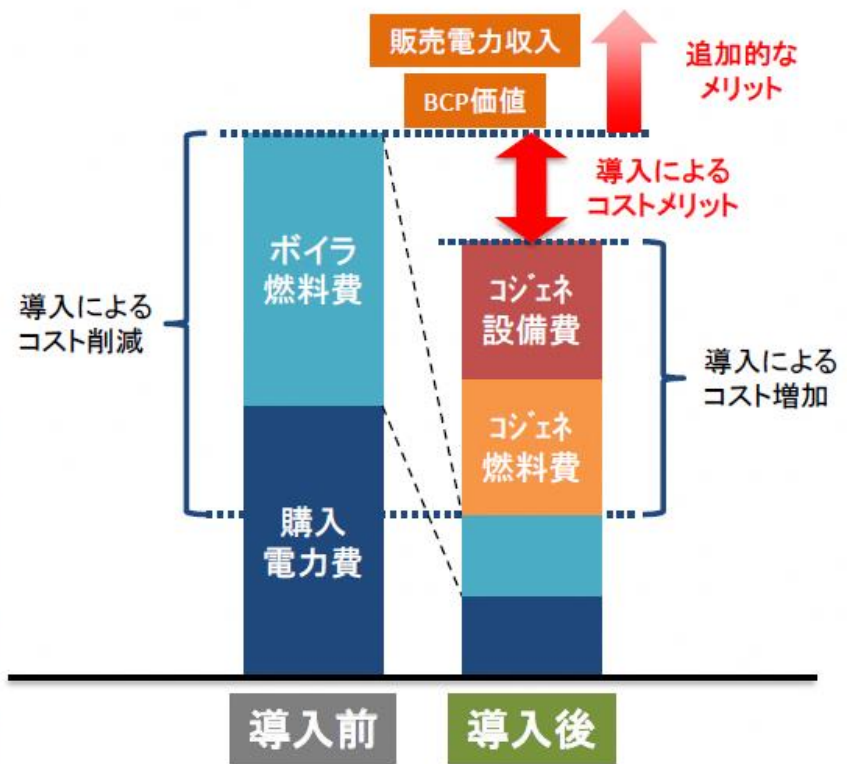 販売電力収入
BCP価値
追加的な
メリット
導入による
コストメリット
ボイラ
燃料費
導入による
コスト削減
コジェネ
設備費
導入による
コスト増加
コジェネ
燃料費
購入
電力費
導入前
導入後